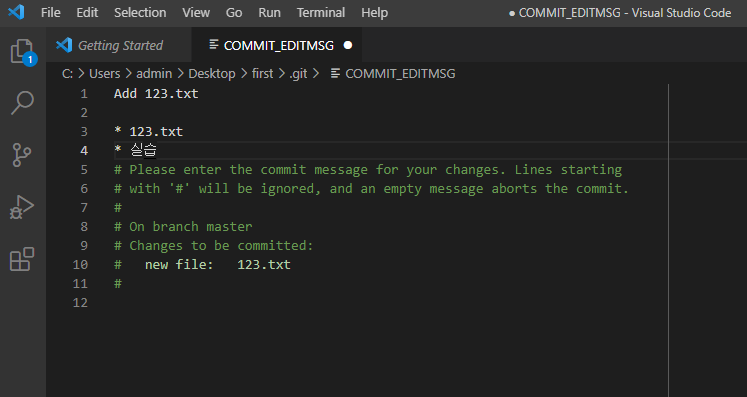 File Edit Selection View Go Run Terminal Help ● COMMIT_EDITMSG - Visual Studio Code
Getting Started COMMIT_EDITMSG ●
C: > Users > admin > Desktop > first > .git > COMMIT_EDITMSG
1 Add 123.txt
2
3 * 123.txt
4 * 실습
5 # Please enter the commit message for your changes. Lines starting
6 # with '#' will be ignored, and an empty message aborts the commit.
7 #
8 # On branch master
9 # Changes to be committed:
10 #   new file:   123.txt
11 #
12
1